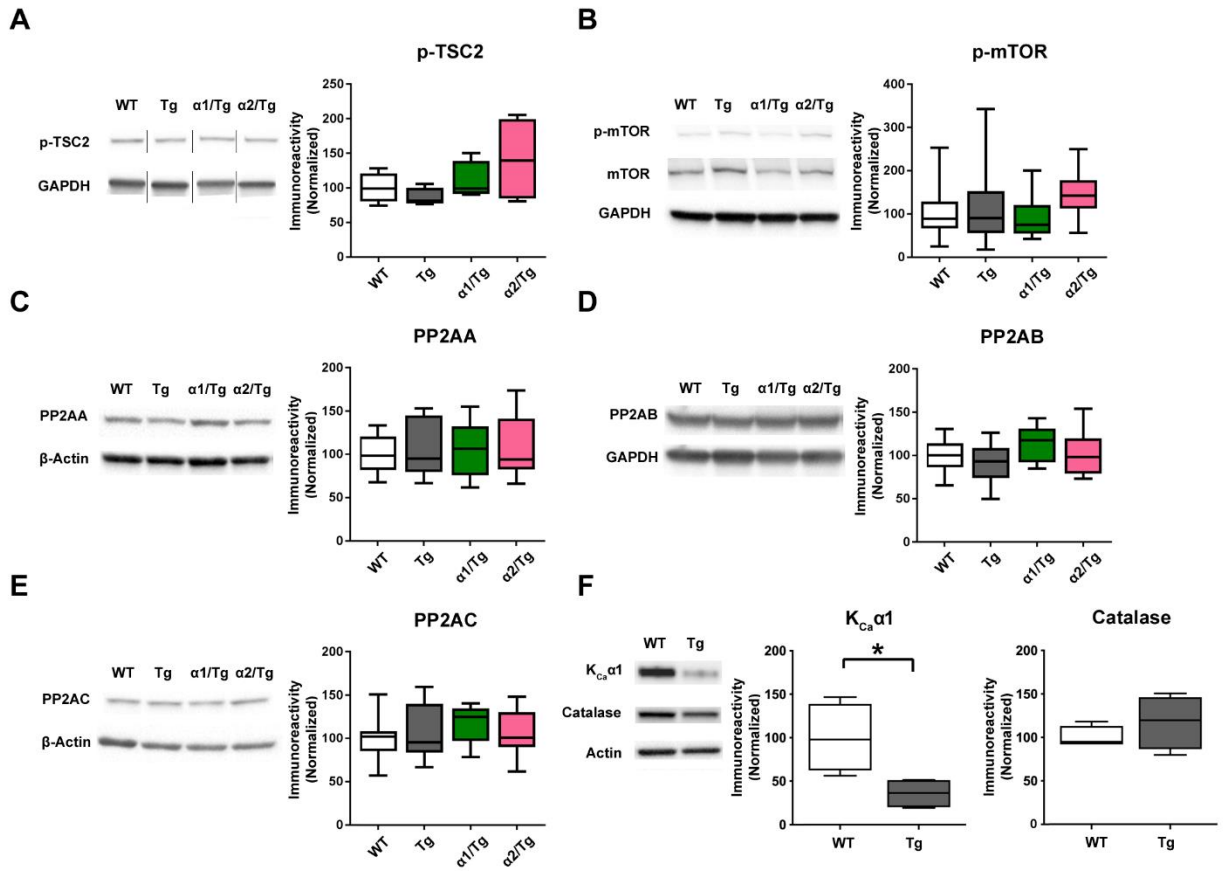 A
p-TSC2
WT Tg α1/Tg α2/Tg
p-TSC2
GAPDH
Immunoreactivity
(Normalized)
250
200
150
100
50
0
WT Tg α1/Tg α2/Tg
B
p-mTOR
WT Tg α1/Tg α2/Tg
p-mTOR
mTOR
GAPDH
Immunoreactivity
(Normalized)
400
300
200
100
0
WT Tg α1/Tg α2/Tg
C
PP2AA
WT Tg α1/Tg α2/Tg
PP2AA
β-Actin
Immunoreactivity
(Normalized)
200
150
100
50
0
WT Tg α1/Tg α2/Tg
D
PP2AB
WT Tg α1/Tg α2/Tg
PP2AB
GAPDH
Immunoreactivity
(Normalized)
200
150
100
50
0
WT Tg α1/Tg α2/Tg
E
PP2AC
WT Tg α1/Tg α2/Tg
PP2AC
β-Actin
Immunoreactivity
(Normalized)
200
150
100
50
0
WT Tg α1/Tg α2/Tg
F
WT Tg
K_Ca α1
Catalase
Actin
K_Ca α1
Immunoreactivity
(Normalized)
200
150
100
50
0
*
WT Tg
Catalase
Immunoreactivity
(Normalized)
200
150
100
50
0
WT Tg